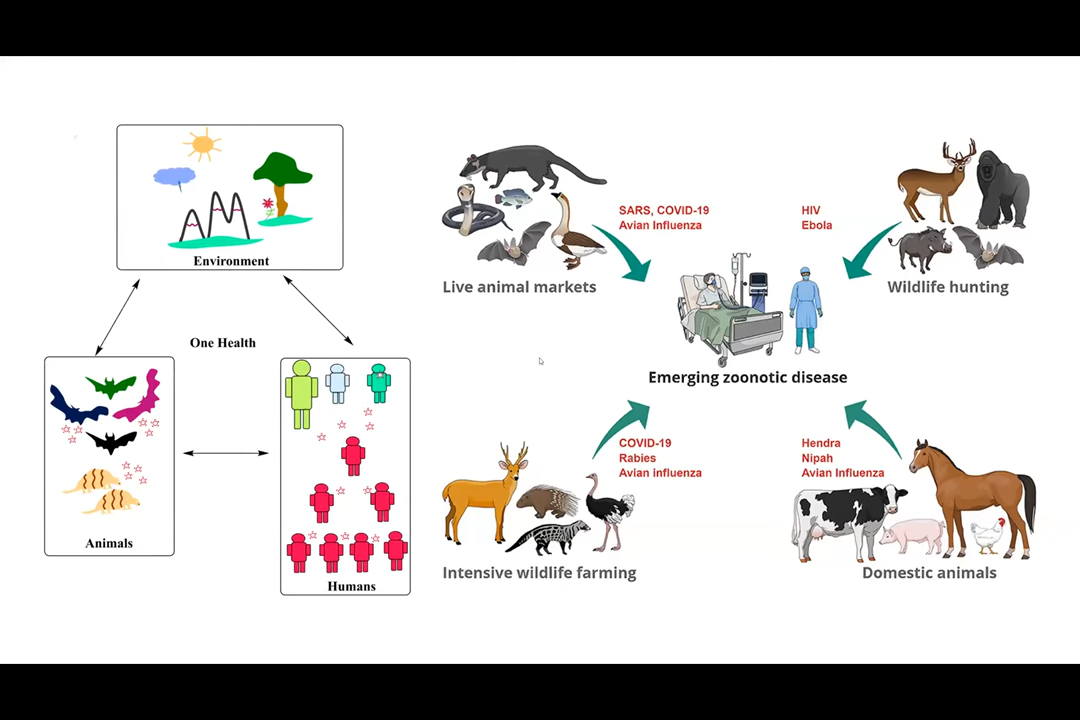 Environment
One Health
Animals
Humans
SARS, COVID-19
Avian Influenza
Live animal markets
HIV
Ebola
Wildlife hunting
Emerging zoonotic disease
COVID-19
Rabies
Avian influenza
Intensive wildlife farming
Hendra
Nipah
Avian Influenza
Domestic animals